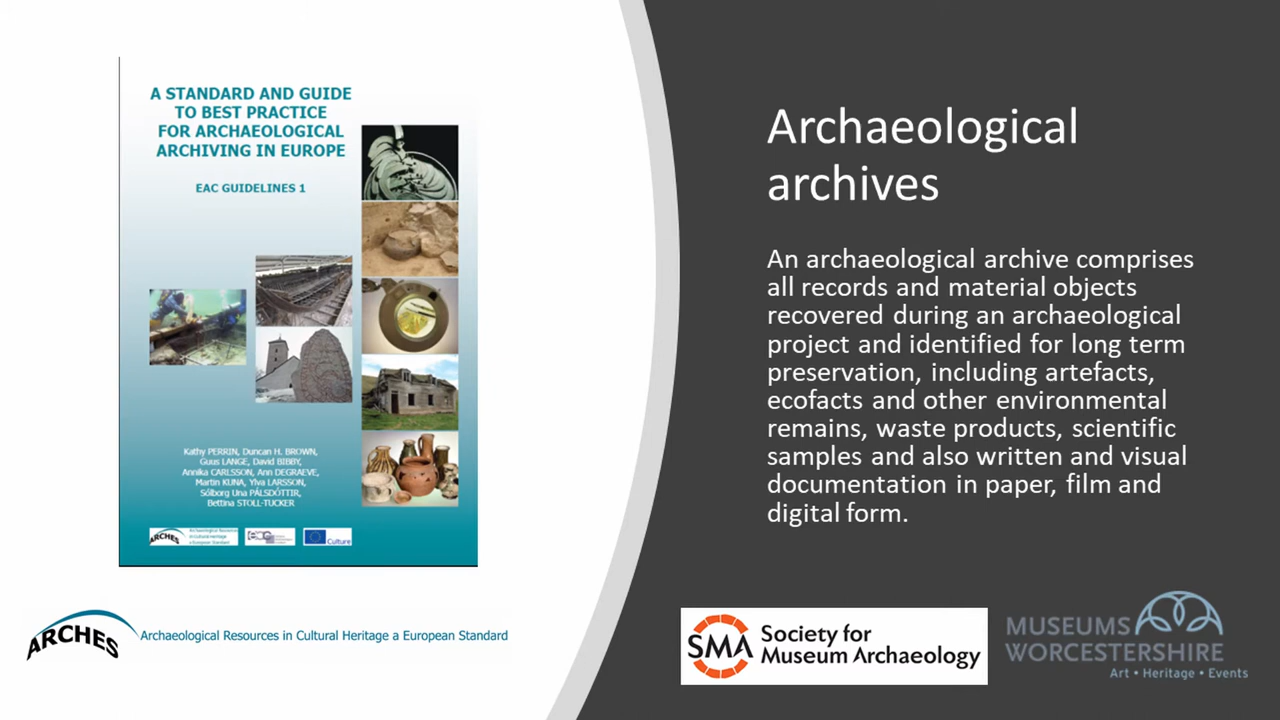 A STANDARD AND GUIDE
TO BEST PRACTICE
FOR ARCHAEOLOGICAL
ARCHIVING IN EUROPE
EAC GUIDELINES 1
Kathy PERRIN, Duncan H. BROWN,
Guus LANGE, David BIBBY,
Annika CARLSSON, Ann DEGRAEVE,
Martin KUNA, Ylva LARSSON,
Sólborg Una PÁLSDÓTTIR,
Bettina STOLL-TUCKER
ARCHES
Culture
ARCHES
Archaeological Resources in Cultural Heritage a European Standard
Archaeological
archives
An archaeological archive comprises
all records and material objects
recovered during an archaeological
project and identified for long term
preservation, including artefacts,
ecofacts and other environmental
remains, waste products, scientific
samples and also written and visual
documentation in paper, film and
digital form.
SMA
Society for
Museum Archaeology
MUSEUMS
WORCESTERSHIRE
Art • Heritage • Events